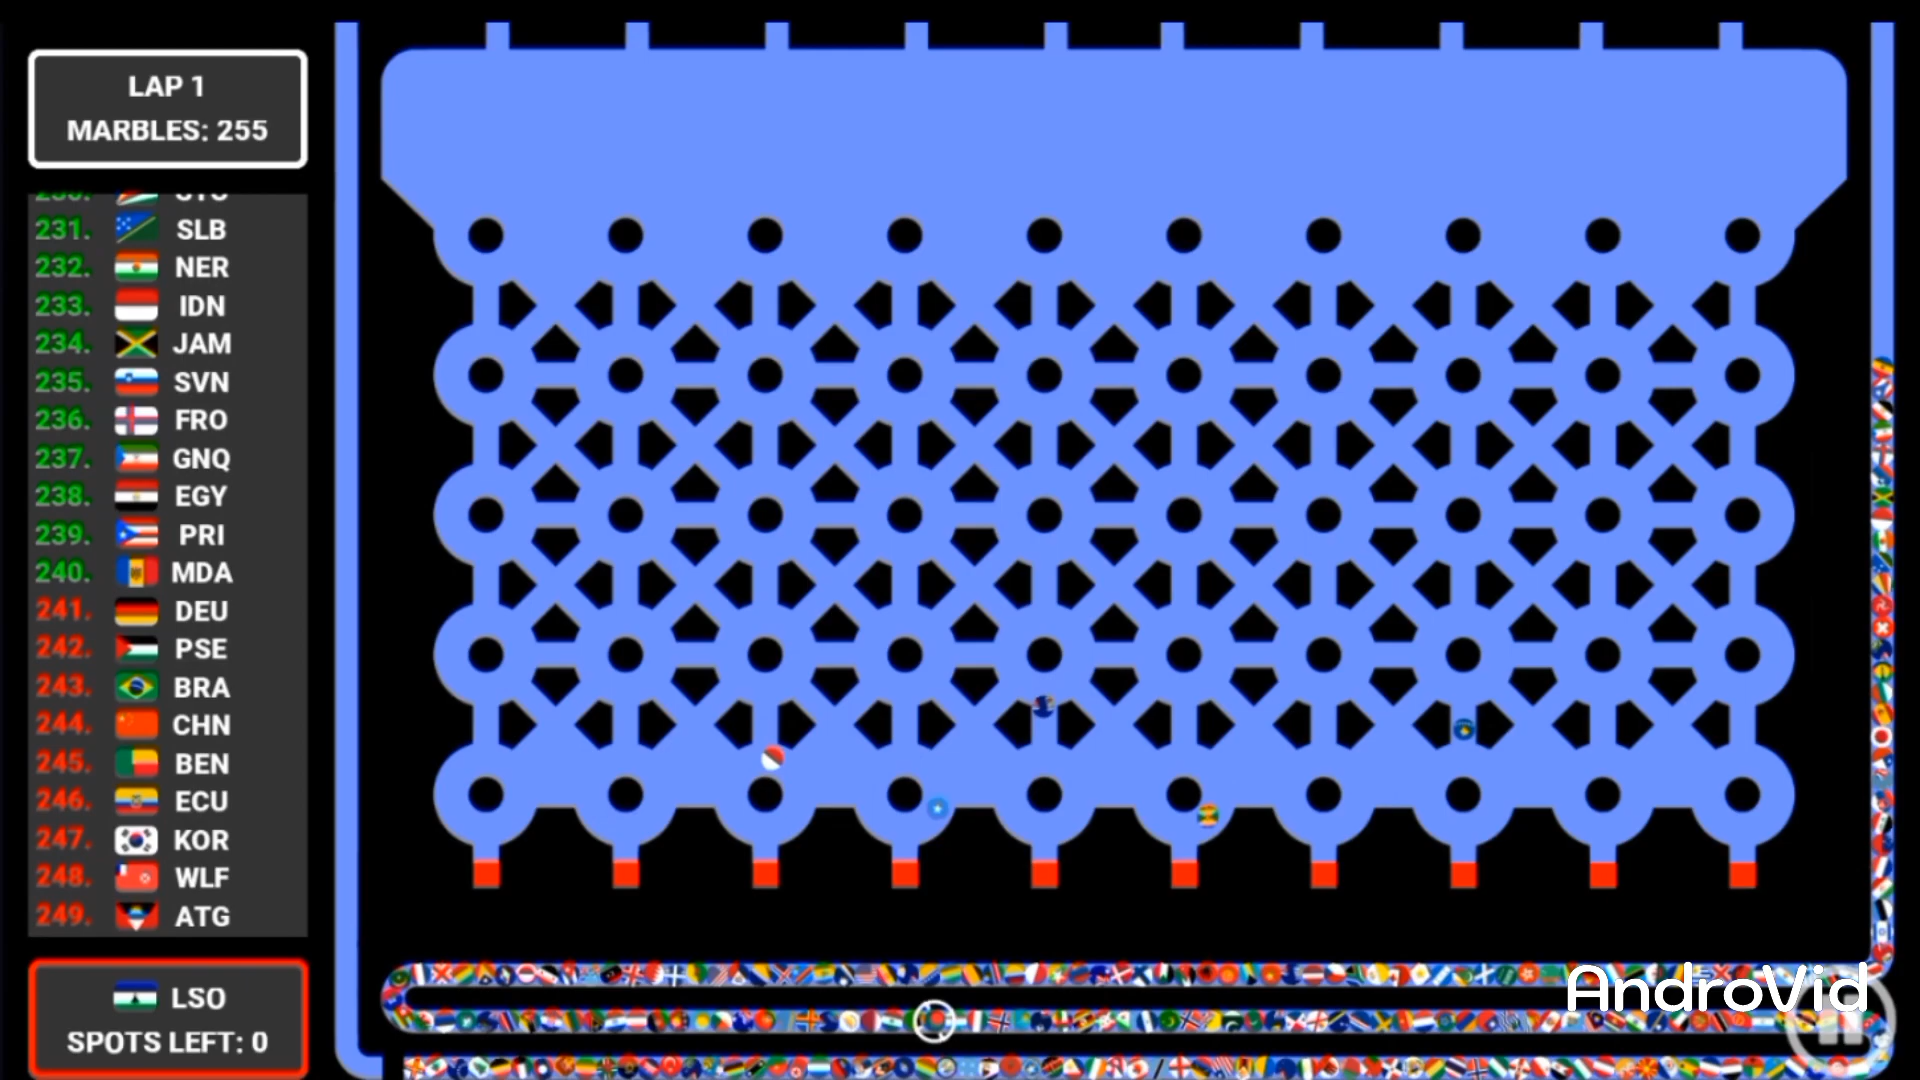 LAP 1
MARBLES: 255
231. SLB
232. NER
233. IDN
234. JAM
235. SVN
236. FRO
237. GNQ
238. EGY
239. PRI
240. MDA
241. DEU
242. PSE
243. BRA
244. CHN
245. BEN
246. ECU
247. KOR
248. WLF
249. ATG
LSO
SPOTS LEFT: 0
AndroVid